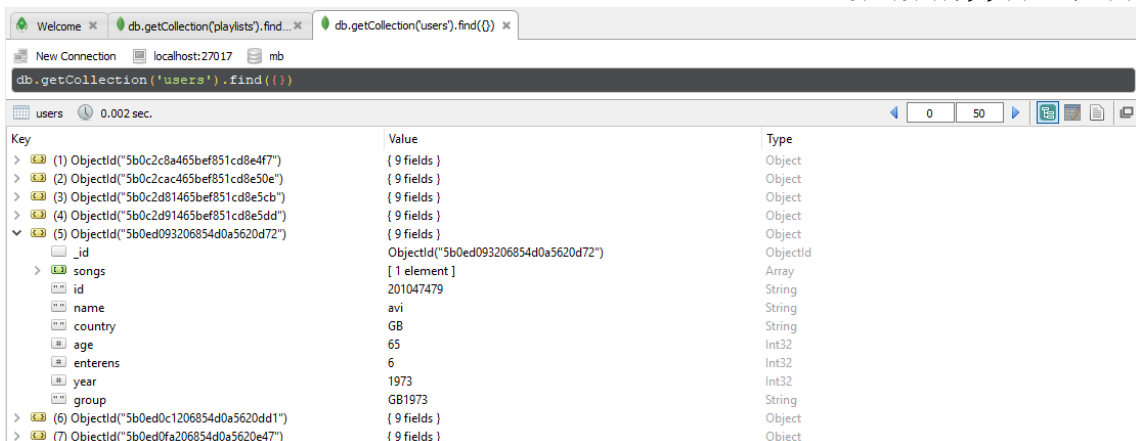 Welcome
db.getCollection('playlists').find...
db.getCollection('users').find({})
New Connection localhost:27017 mb
db.getCollection('users').find({})
users 0.002 sec. 0 50
Key Value Type
(1) ObjectId("5b0c2c8a465bef851cd8e4f7") { 9 fields } Object
(2) ObjectId("5b0c2cac465bef851cd8e50e") { 9 fields } Object
(3) ObjectId("5b0c2d81465bef851cd8e5cb") { 9 fields } Object
(4) ObjectId("5b0c2d91465bef851cd8e5dd") { 9 fields } Object
(5) ObjectId("5b0ed093206854d0a5620d72") { 9 fields } Object
_id ObjectId("5b0ed093206854d0a5620d72") ObjectId
songs [ 1 element ] Array
id 201047479 String
name avi String
country GB String
age 65 Int32
enterens 6 Int32
year 1973 Int32
group GB1973 String
(6) ObjectId("5b0ed0c1206854d0a5620dd1") { 9 fields } Object
(7) ObjectId("5b0ed0fa206854d0a5620e47") { 9 fields } Object